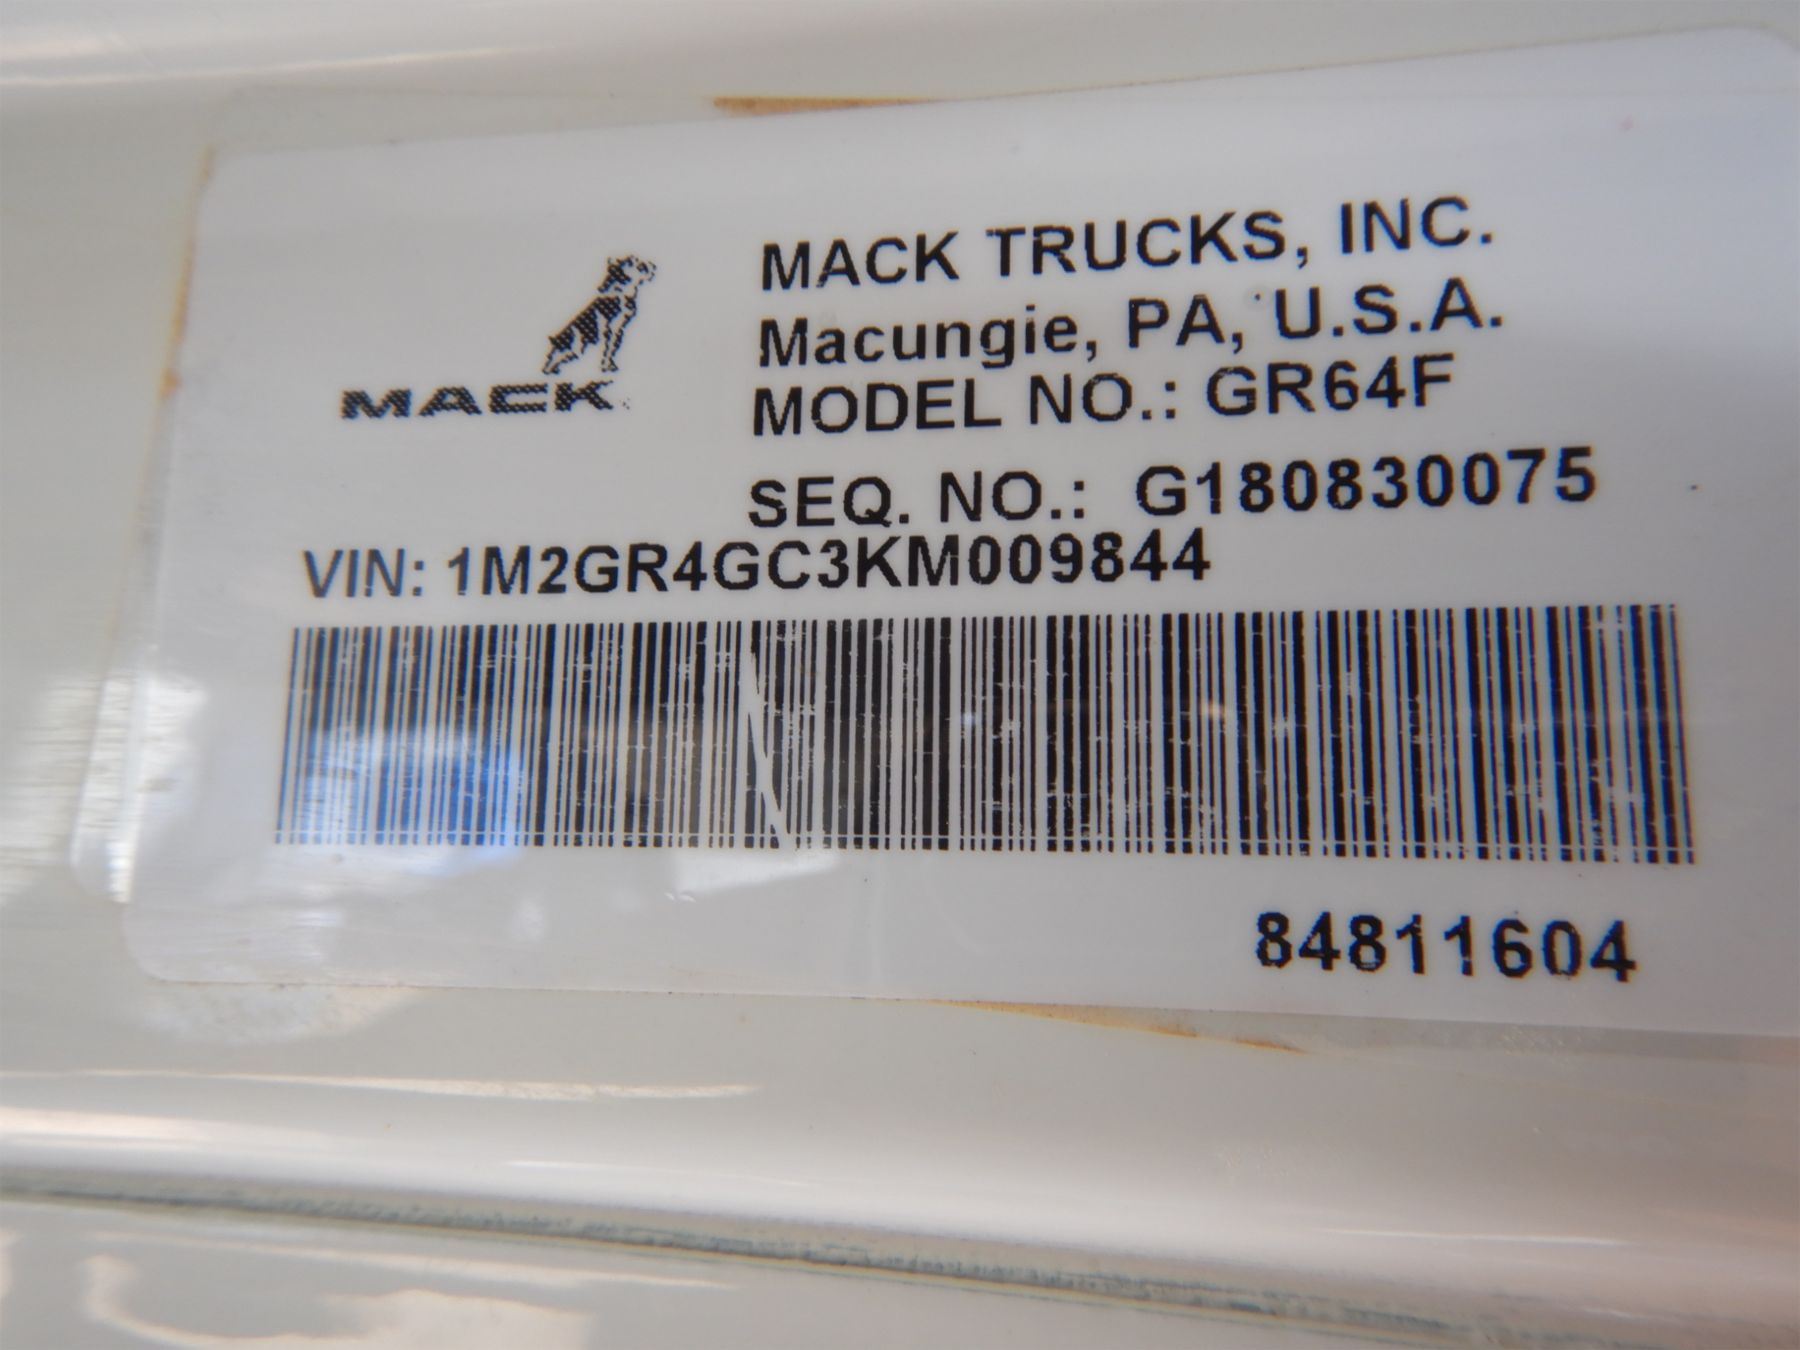 MACK TRUCKS, INC.
Macungie, PA, U.S.A.
MODEL NO.: GR64F
MACK
SEQ. NO.: G180830075
VIN: 1M2GR4GC3KM009844
84811604